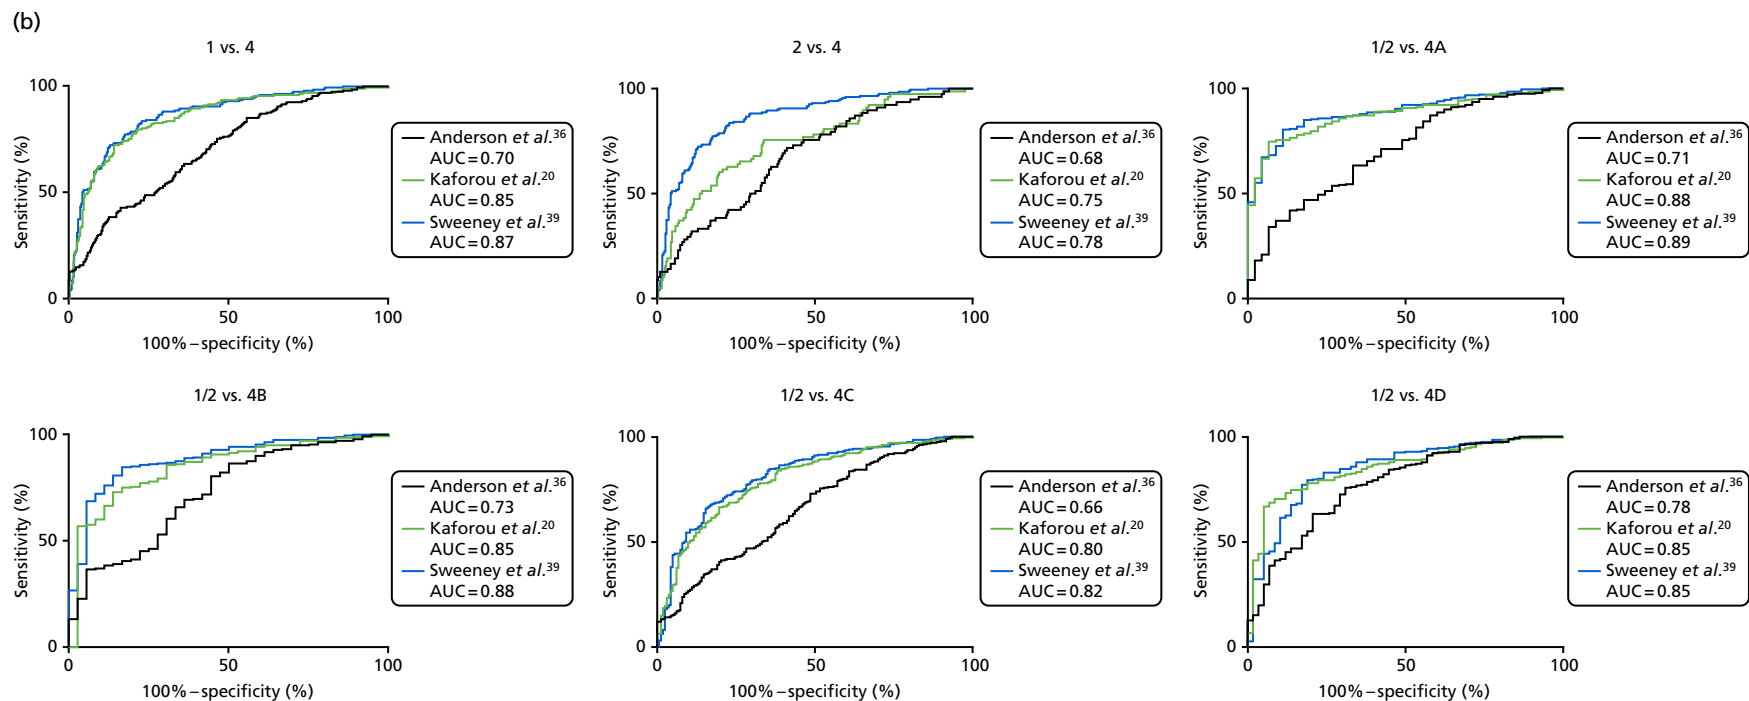 (b)
1 vs. 4
100
50
0
Sensitivity (%)
0
50
100
100%–specificity (%)
Anderson et al.36
AUC=0.70
Kaforou et al.20
AUC=0.85
Sweeney et al.39
AUC=0.87
2 vs. 4
100
50
0
Sensitivity (%)
0
50
100
100%–specificity (%)
Anderson et al.36
AUC=0.68
Kaforou et al.20
AUC=0.75
Sweeney et al.39
AUC=0.78
1/2 vs. 4A
100
50
0
Sensitivity (%)
0
50
100
100%–specificity (%)
Anderson et al.36
AUC=0.71
Kaforou et al.20
AUC=0.88
Sweeney et al.39
AUC=0.89
1/2 vs. 4B
100
50
0
Sensitivity (%)
0
50
100
100%–specificity (%)
Anderson et al.36
AUC=0.73
Kaforou et al.20
AUC=0.85
Sweeney et al.39
AUC=0.88
1/2 vs. 4C
100
50
0
Sensitivity (%)
0
50
100
100%–specificity (%)
Anderson et al.36
AUC=0.66
Kaforou et al.20
AUC=0.80
Sweeney et al.39
AUC=0.82
1/2 vs. 4D
100
50
0
Sensitivity (%)
0
50
100
100%–specificity (%)
Anderson et al.36
AUC=0.78
Kaforou et al.20
AUC=0.85
Sweeney et al.39
AUC=0.85